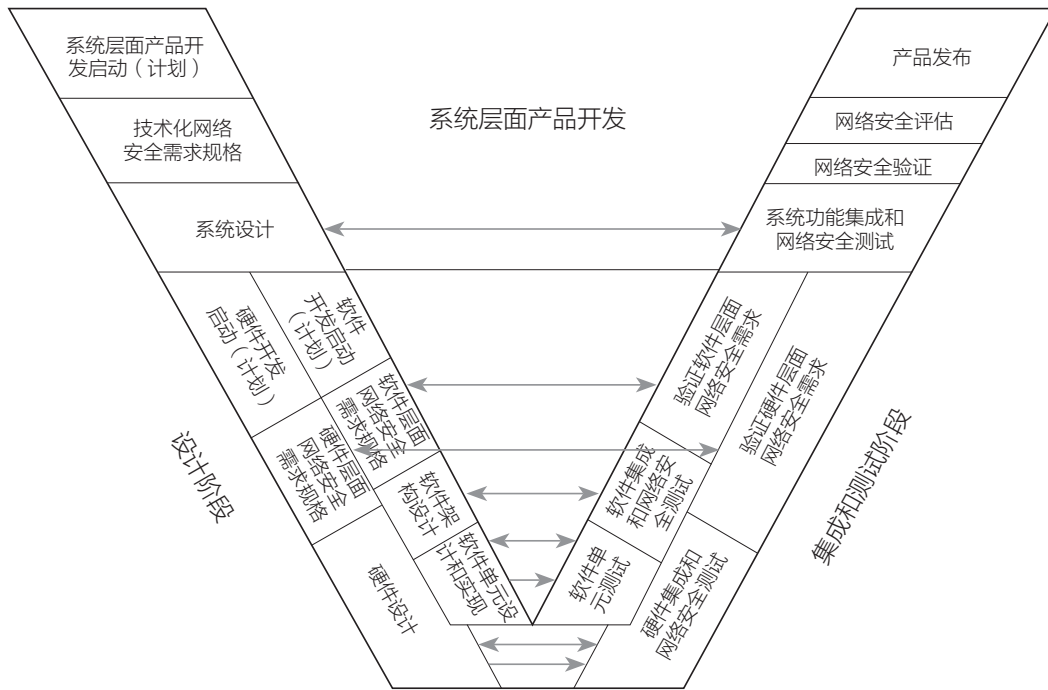 系统层面产品开
发启动（计划）
技术化网络
安全需求规格
系统设计
系统层面产品开发
产品发布
网络安全评估
网络安全验证
系统功能集成和
网络安全测试
硬件开发
启动（计划）
软件
开发启动
（计划）
软件层面
网络安全
需求规格
硬件层面
网络安全
需求规格
软件架
构设计
软件单元设
计和实现
硬件设计
设计阶段
验证软件层面
网络安全需求
验证硬件层面
网络安全需求
软件集成
和网络安
全测试
软件单
元测试
硬件集成和
网络安全测试
集成和测试阶段